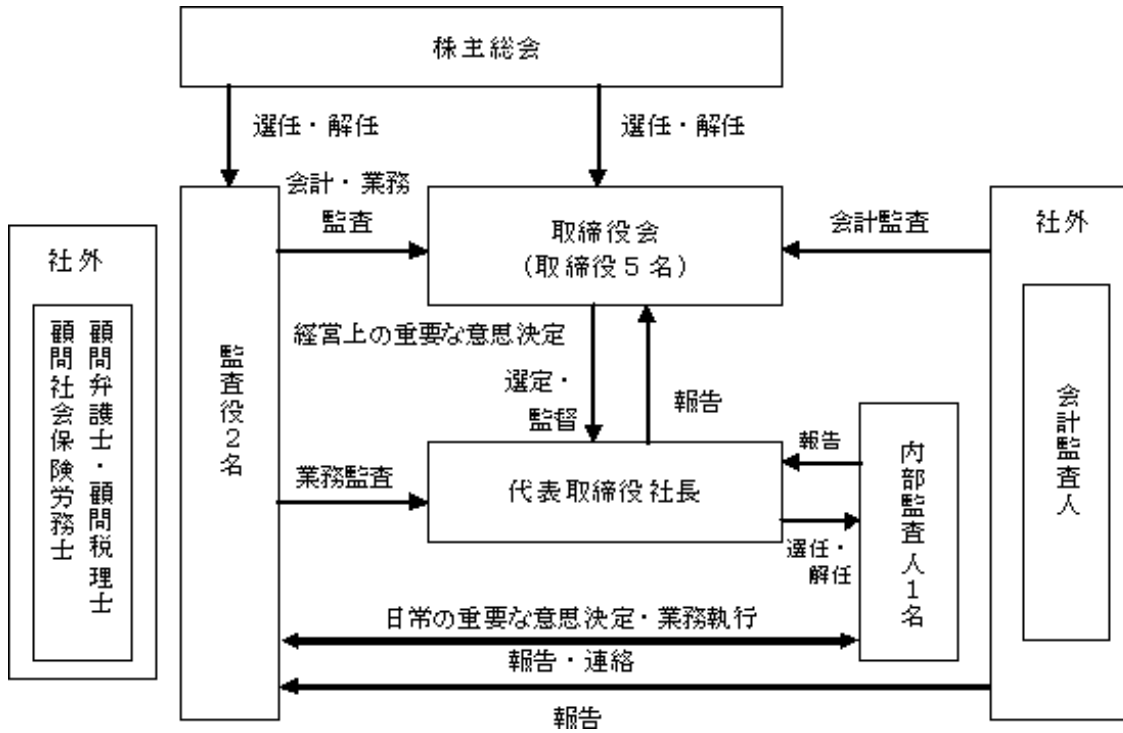 株主総会
選任・解任
選任・解任
会計・業務
監査
取締役会
(取締役5名)
会計監査
社外
社外
顧問弁護士・顧問税理士
顧問社会保険労務士
監査役2名
経営上の重要な意思決定
選定・
監督
報告
会計監査人
業務監査
代表取締役社長
報告
選任・
解任
内部監査人1名
日常の重要な意思決定・業務執行
報告・連絡
報告